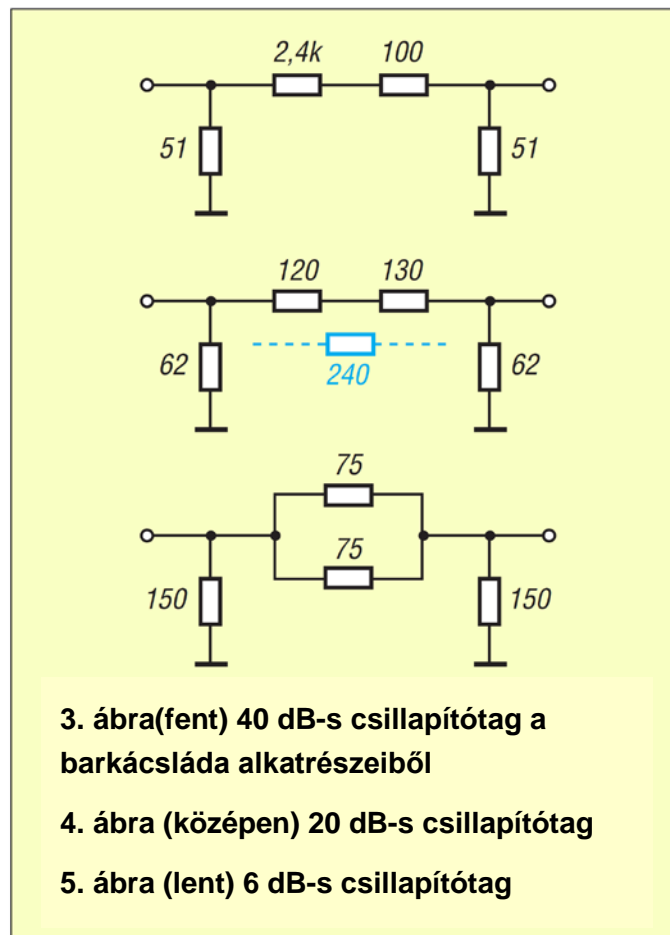 2,4k 100
51 51
120 130
62 62
240
75
75
150 150
3. ábra(fent) 40 dB-s csillapítótag a
barkácsláda alkatrészeiből
4. ábra (középen) 20 dB-s csillapítótag
5. ábra (lent) 6 dB-s csillapítótag